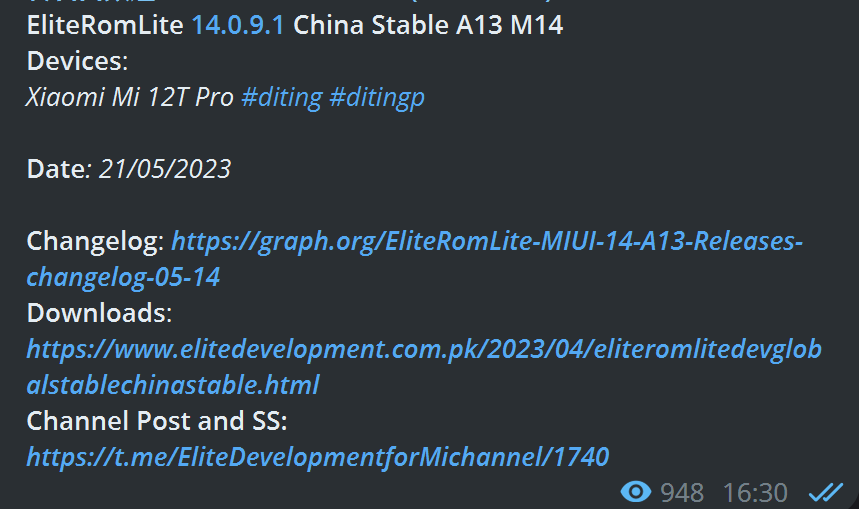 EliteRomLite 14.0.9.1 China Stable A13 M14
Devices:
Xiaomi Mi 12T Pro #diting #ditingp
Date: 21/05/2023
Changelog: https://graph.org/EliteRomLite-MIUI-14-A13-Releases-
changelog-05-14
Downloads:
https://www.elitedevelopment.com.pk/2023/04/eliteromlitedevglob
alstablechinastable.html
Channel Post and SS:
https://t.me/EliteDevelopmentforMichannel/1740
948 16:30